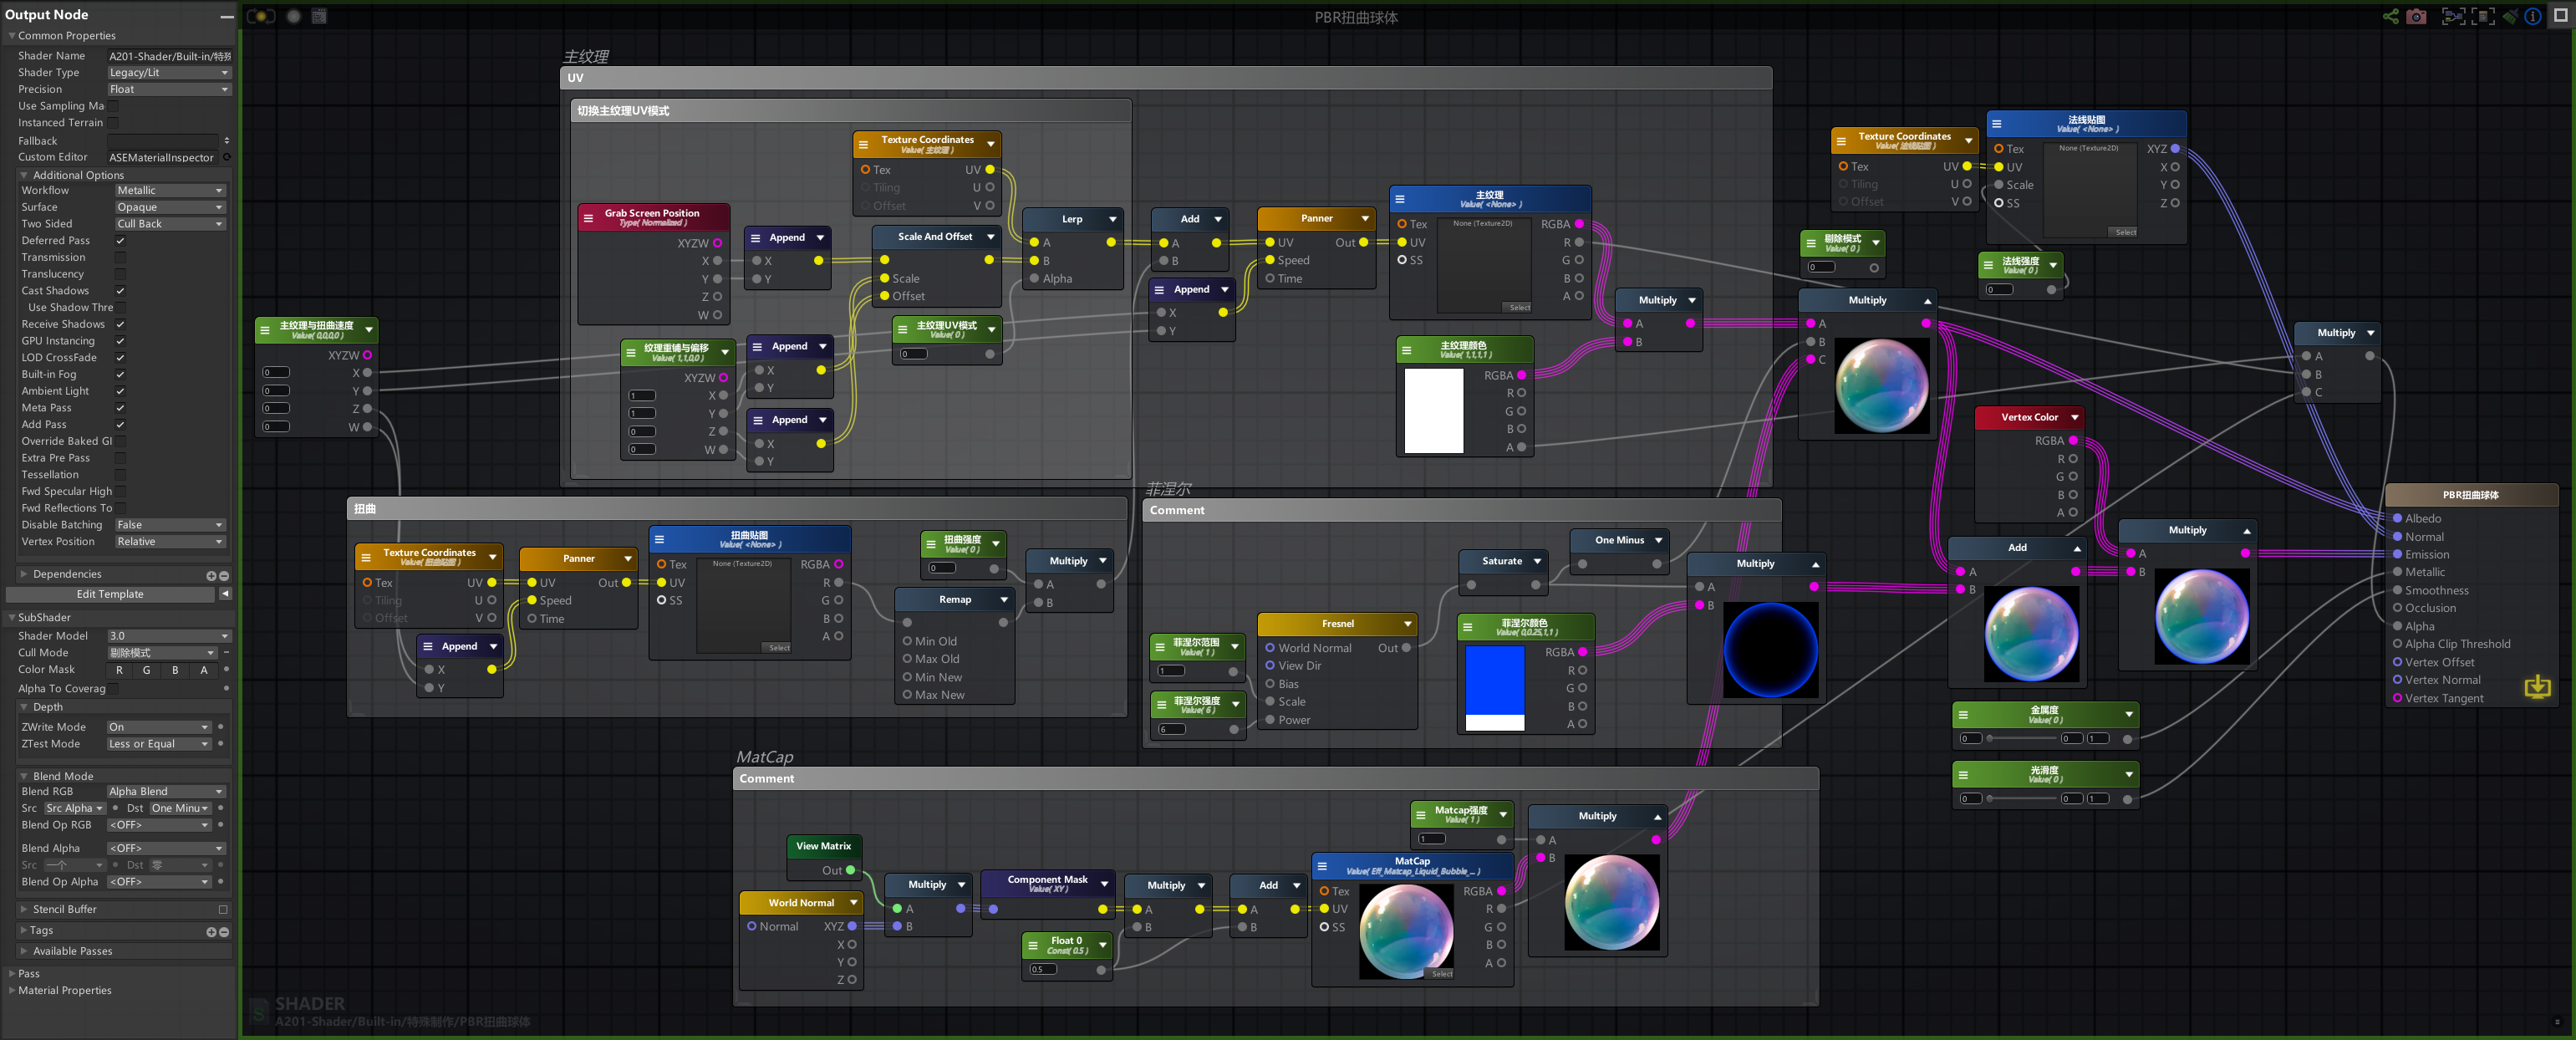 Output Node
Common Properties
Shader Name A201-Shader/Built-in/特殊
Shader Type Legacy/Lit
Precision Float
Use Sampling Ma
Instanced Terrain
Fallback
Custom Editor ASEMaterialInspector
Additional Options
Workflow Metallic
Surface Opaque
Two Sided Cull Back
Deferred Pass
Transmission
Translucency
Cast Shadows
Use Shadow Thre
Receive Shadows
GPU Instancing
LOD CrossFade
Built-in Fog
Ambient Light
Meta Pass
Add Pass
Override Baked GI
Extra Pre Pass
Tessellation
Fwd Specular High
Fwd Reflections To
Disable Batching False
Vertex Position Relative
Dependencies
Edit Template
SubShader
Shader Model 3.0
Cull Mode 剔除模式
Color Mask R G B A
Alpha To Coverag
Depth
ZWrite Mode On
ZTest Mode Less or Equal
Blend Mode
Blend RGB Alpha Blend
Src Src Alpha Dst One Minu
Blend Op RGB <OFF>
Blend Alpha <OFF>
Src 一个 Dst 零
Blend Op Alpha <OFF>
Stencil Buffer
Tags
Available Passes
Pass
Material Properties
PBR扭曲球体
主纹理与扭曲速度
Value( 0,0,0,0 )
XYZW
0 X
0 Y
0 Z
0 W
主纹理
UV
切换主纹理UV模式
Grab Screen Position
Type( Normalized )
XYZW
X
Y
Z
W
Append
X
Y
Texture Coordinates
Value( 主纹理 )
Tex UV
Tiling U
Offset V
Scale And Offset
Scale
Offset
主纹理UV模式
Value( 0 )
0
纹理重铺与偏移
Value( 1,1,0,0 )
XYZW
1 X
1 Y
0 Z
0 W
Append
X
Y
Append
X
Y
Lerp
A
B
Alpha
Add
A
B
Append
X
Y
Panner
UV Out
Speed
Time
主纹理
Value( <None> )
Tex RGBA
None (Texture2D)
UV R
SS G
B
A
Select
主纹理颜色
Value( 1,1,1,1 )
RGBA
R
G
B
A
Multiply
A
B
扭曲
Texture Coordinates
Value( 扭曲贴图 )
Tex UV
Tiling U
Offset V
Append
X
Y
Panner
UV Out
Speed
Time
扭曲贴图
Value( <None> )
Tex RGBA
None (Texture2D)
UV R
SS G
B
A
Select
扭曲强度
Value( 0 )
0
Remap
Min Old
Max Old
Min New
Max New
Multiply
A
B
菲涅尔
Comment
菲涅尔范围
Value( 1 )
1
菲涅尔强度
Value( 6 )
6
Fresnel
World Normal Out
View Dir
Bias
Scale
Power
Saturate
One Minus
菲涅尔颜色
Value( 0,0.25,1,1 )
RGBA
R
G
B
A
Multiply
A
B
MatCap
Comment
View Matrix
Out
World Normal
Normal XYZ
X
Y
Z
Multiply
A
B
Component Mask
Value( XY )
Float 0
Const( 0.5 )
0.5
Multiply
A
B
Add
A
B
MatCap
Value( Eff_Matcap_Liquid_Bubble_... )
Tex RGBA
UV R
SS G
B
A
Select
Matcap强度
Value( 1 )
1
Multiply
A
B
Texture Coordinates
Value( 法线贴图 )
Tex UV
Tiling U
Offset V
法线贴图
Value( <None> )
Tex XYZ
None (Texture2D)
UV X
Scale Y
SS Z
Select
剔除模式
Value( 0 )
0
法线强度
Value( 0 )
0
Multiply
A
B
C
Multiply
A
B
C
Vertex Color
RGBA
R
G
B
A
Add
A
B
Multiply
A
B
金属度
Value( 0 )
0 0 1
光滑度
Value( 0 )
0 0 1
PBR扭曲球体
Albedo
Normal
Emission
Metallic
Smoothness
Occlusion
Alpha
Alpha Clip Threshold
Vertex Offset
Vertex Normal
Vertex Tangent
SHADER
A201-Shader/Built-in/特殊制作/PBR扭曲球体